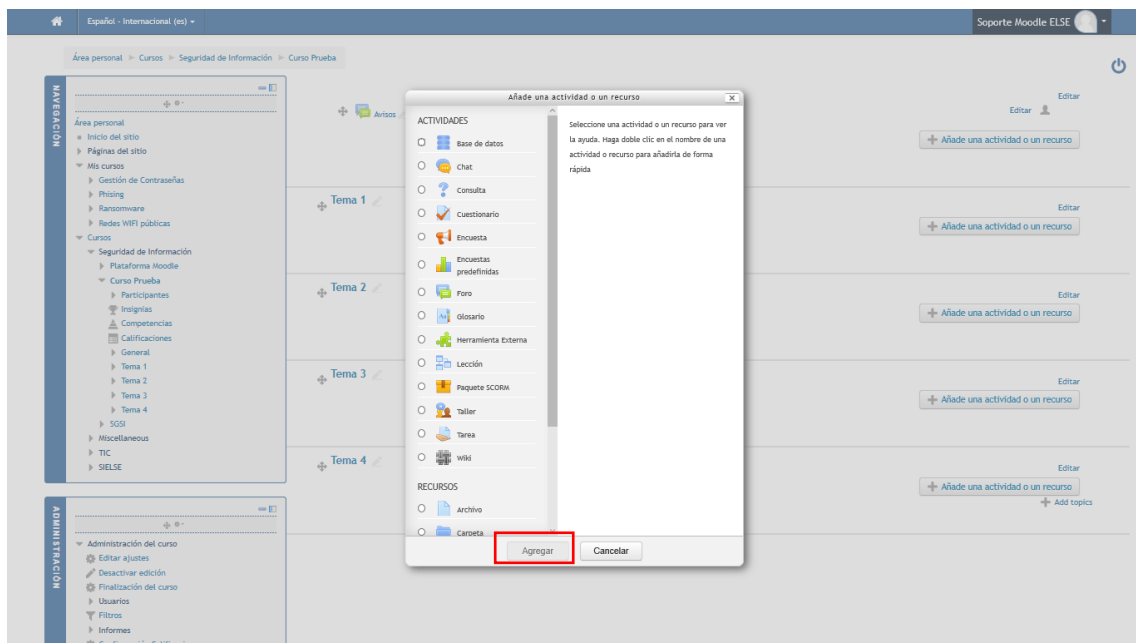 Español - Internacional (es)
Soporte Moodle ELSE
Área personal > Cursos > Seguridad de Información > Curso Prueba
NAVEGACIÓN
Área personal
Inicio del sitio
Páginas del sitio
Mis cursos
Gestión de Contraseñas
Phising
Ransomware
Redes WIFI públicas
Cursos
Seguridad de Información
Plataforma Moodle
Curso Prueba
Participantes
Insignias
Competencias
Calificaciones
General
Tema 1
Tema 2
Tema 3
Tema 4
SGSI
Miscellaneous
TIC
SIELSE
ADMINISTRACIÓN
Administración del curso
Editar ajustes
Desactivar edición
Finalización del curso
Usuarios
Filtros
Informes
Avisos
Editar
Editar
Añade una actividad o un recurso
Tema 1
Editar
Añade una actividad o un recurso
Tema 2
Editar
Añade una actividad o un recurso
Tema 3
Editar
Añade una actividad o un recurso
Tema 4
Editar
Añade una actividad o un recurso
Add topics
Añade una actividad o un recurso
ACTIVIDADES
Base de datos
Chat
Consulta
Cuestionario
Encuesta
Encuestas
predefinidas
Foro
Glosario
Herramienta Externa
Lección
Paquete SCORM
Taller
Tarea
Wiki
RECURSOS
Archivo
Carpeta
Seleccione una actividad o un recurso para ver
la ayuda. Haga doble clic en el nombre de una
actividad o recurso para añadirla de forma
rápida
Agregar
Cancelar